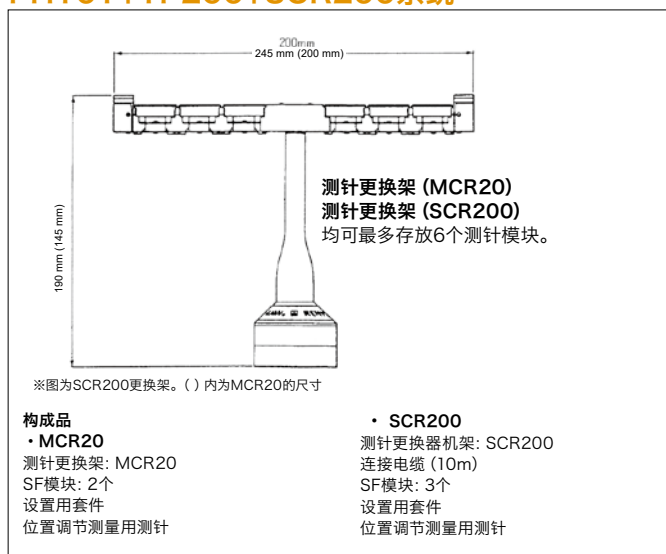 200mm
245 mm (200 mm)
190 mm (145 mm)
测针更换架 (MCR20)
测针更换架 (SCR200)
均可最多存放6个测针模块。
※图为SCR200更换架。( ) 内为MCR20的尺寸
构成品
・MCR20
测针更换架: MCR20
SF模块: 2个
设置用套件
位置调节测量用测针
・ SCR200
测针更换器机架: SCR200
连接电缆 (10m)
SF模块: 3个
设置用套件
位置调节测量用测针